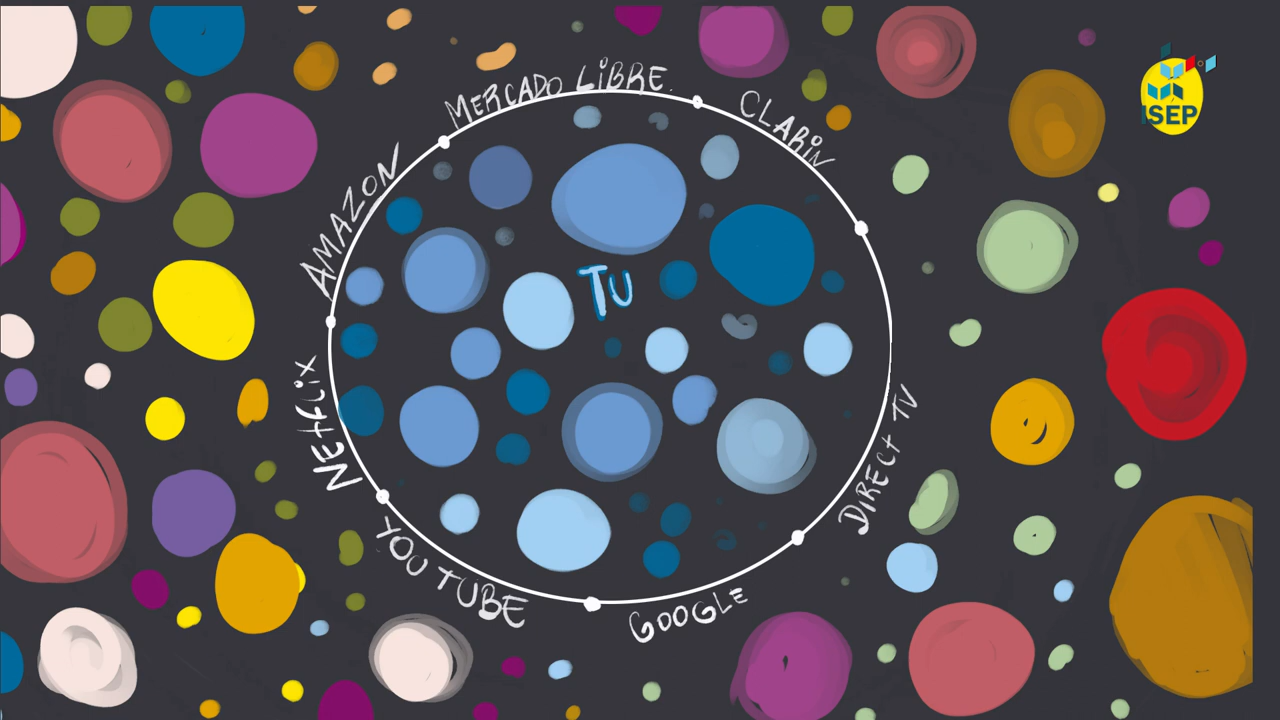 MERCADO LIBRE
CLARIN
AMAZON
TU
NETFLIX
DIRECT TV
YOU TUBE
GOOGLE
ISEP